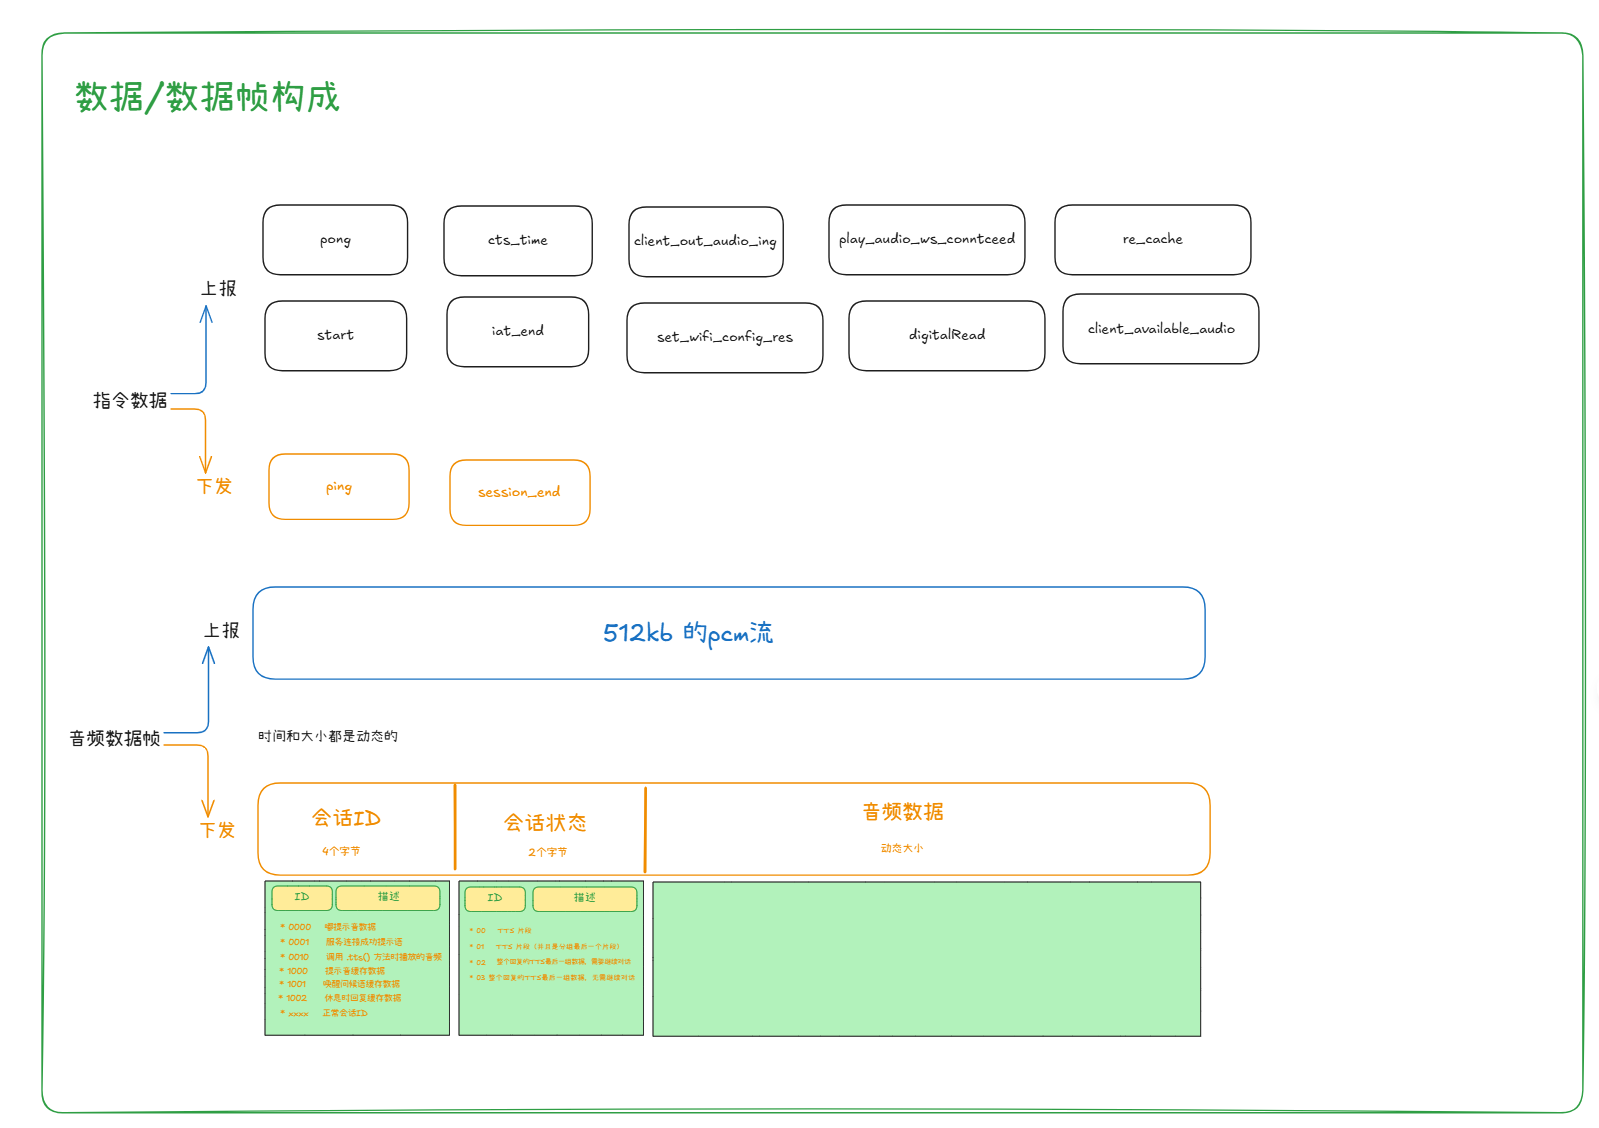 数据/数据帧构成
pong
cts_time
client_out_audio_ing
play_audio_ws_conntceed
re_cache
上报
start
iat_end
set_wifi_config_res
digitalRead
client_available_audio
指令数据
下发
ping
session_end
上报
512kb 的pcm流
音频数据帧
时间和大小都是动态的
下发
会话ID
4个字节
会话状态
2个字节
音频数据
动态大小
ID 描述
* 0000 嘟提示音数据
* 0001 服务连接成功提示语
* 0010 调用 .tts() 方法时播放的音频
* 1000 提示音缓存数据
* 1001 唤醒问候语缓存数据
* 1002 休息时回复缓存数据
* xxxx 正常会话ID
ID 描述
* 00 TTS 片段
* 01 TTS 片段（并且是分组最后一个片段）
* 02 整个回复的TTS最后一组数据，需要继续对话
* 03 整个回复的TTS最后一组数据，无需继续对话